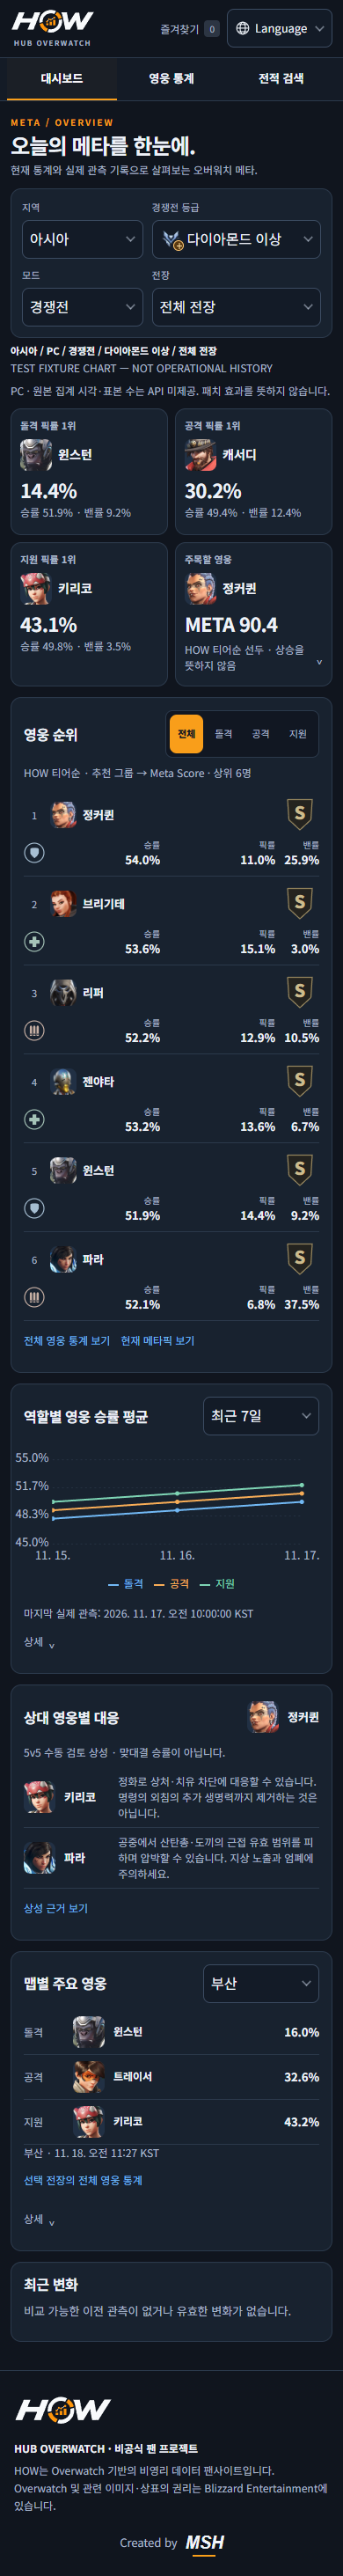 HOW
HUB OVERWATCH
즐겨찾기 0
Language
대시보드 영웅 통계 전적 검색
META / OVERVIEW
오늘의 메타를 한눈에.
현재 통계와 실제 관측 기록으로 살펴보는 오버워치 메타.
지역 경쟁전 등급
아시아 다이아몬드 이상
모드 전장
경쟁전 전체 전장
아시아 / PC / 경쟁전 / 다이아몬드 이상 / 전체 전장
TEST FIXTURE CHART — NOT OPERATIONAL HISTORY
PC · 원본 집계 시각·표본 수는 API 미제공. 패치 효과를 뜻하지 않습니다.
돌격 픽률 1위
윈스턴
14.4%
승률 51.9% · 밴률 9.2%
공격 픽률 1위
캐서디
30.2%
승률 49.4% · 밴률 12.4%
지원 픽률 1위
키리코
43.1%
승률 49.8% · 밴률 3.5%
주목할 영웅
정커퀸
META 90.4
HOW 티어순 선두 · 상승을
뜻하지 않음
영웅 순위
전체 돌격 공격 지원
HOW 티어순 · 추천 그룹 → Meta Score · 상위 6명
1 정커퀸 S
승률 픽률 밴률
54.0% 11.0% 25.9%
2 브리기테 S
승률 픽률 밴률
53.6% 15.1% 3.0%
3 리퍼 S
승률 픽률 밴률
52.2% 12.9% 10.5%
4 젠야타 S
승률 픽률 밴률
53.2% 13.6% 6.7%
5 윈스턴 S
승률 픽률 밴률
51.9% 14.4% 9.2%
6 파라 S
승률 픽률 밴률
52.1% 6.8% 37.5%
전체 영웅 통계 보기 현재 메타픽 보기
역할별 영웅 승률 평균
최근 7일
55.0%
51.7%
48.3%
45.0%
11. 15. 11. 16. 11. 17.
돌격 공격 지원
마지막 실제 관측: 2026. 11. 17. 오전 10:00:00 KST
상세
상대 영웅별 대응
정커퀸
5v5 수동 검토 상성 · 맞대결 승률이 아닙니다.
키리코
정화로 상처·치유 차단에 대응할 수 있습니다.
명령의 외침의 추가 생명력까지 제거하는 것은
아닙니다.
파라
공중에서 산탄총·도끼의 근접 유효 범위를 피
하며 압박할 수 있습니다. 지상 노출과 엄폐에
주의하세요.
상성 근거 보기
맵별 주요 영웅
부산
돌격 윈스턴 16.0%
공격 트레이서 32.6%
지원 키리코 43.2%
부산 · 11. 18. 오전 11:27 KST
선택 전장의 전체 영웅 통계
상세
최근 변화
비교 가능한 이전 관측이 없거나 유효한 변화가 없습니다.
HOW
HUB OVERWATCH · 비공식 팬 프로젝트
HOW는 Overwatch 기반의 비영리 데이터 팬사이트입니다.
Overwatch 및 관련 이미지·상표의 권리는 Blizzard Entertainment에
있습니다.
Created by MSH